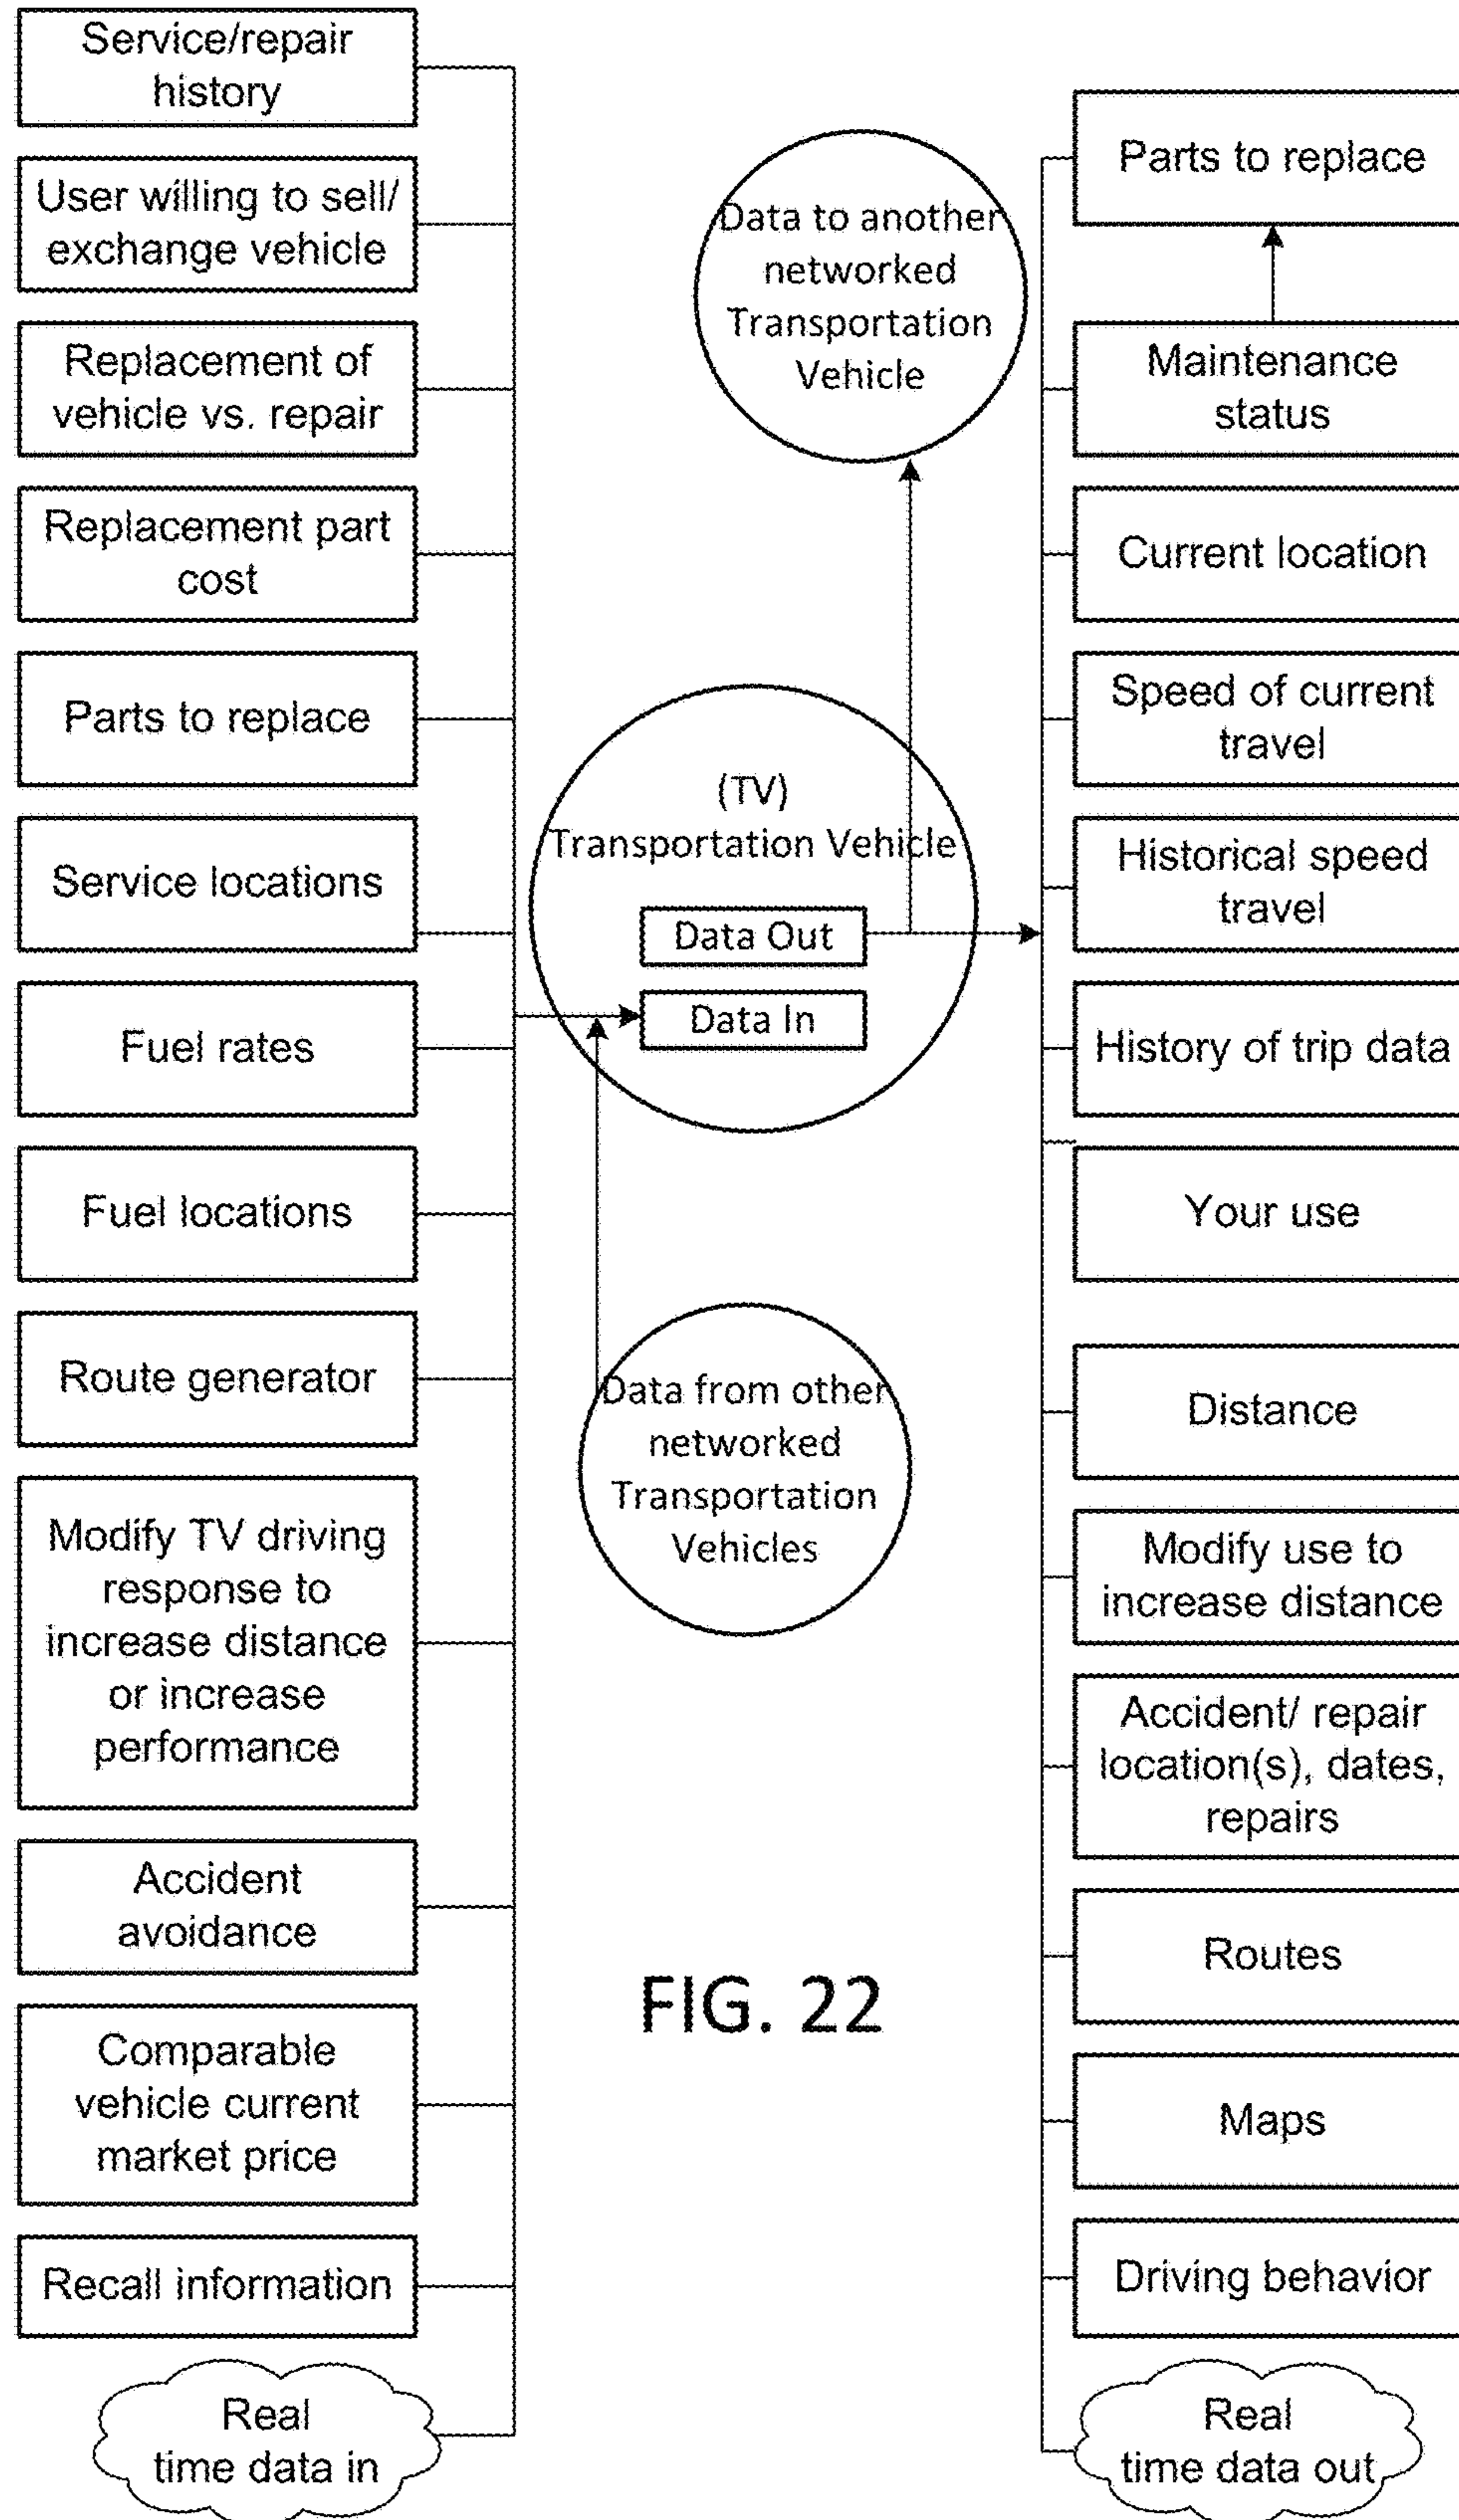 Service/repair
history
User willing to sell/
exchange vehicle
Replacement of
vehicle vs. repair
Replacement part
cost
Parts to replace
Service locations
Fuel rates
Fuel locations
Route generator
Modify TV driving
response to
increase distance
or increase
performance
Accident
avoidance
Comparable
vehicle current
market price
Recall information
Real
time data in
Data to another
networked
Transportation
Vehicle
(TV)
Transportation Vehicle
Data Out
Data In
Data from other
networked
Transportation
Vehicles
FIG. 22
Parts to replace
Maintenance
status
Current location
Speed of current
travel
Historical speed
travel
History of trip data
Your use
Distance
Modify use to
increase distance
Accident/ repair
location(s), dates,
repairs
Routes
Maps
Driving behavior
Real
time data out